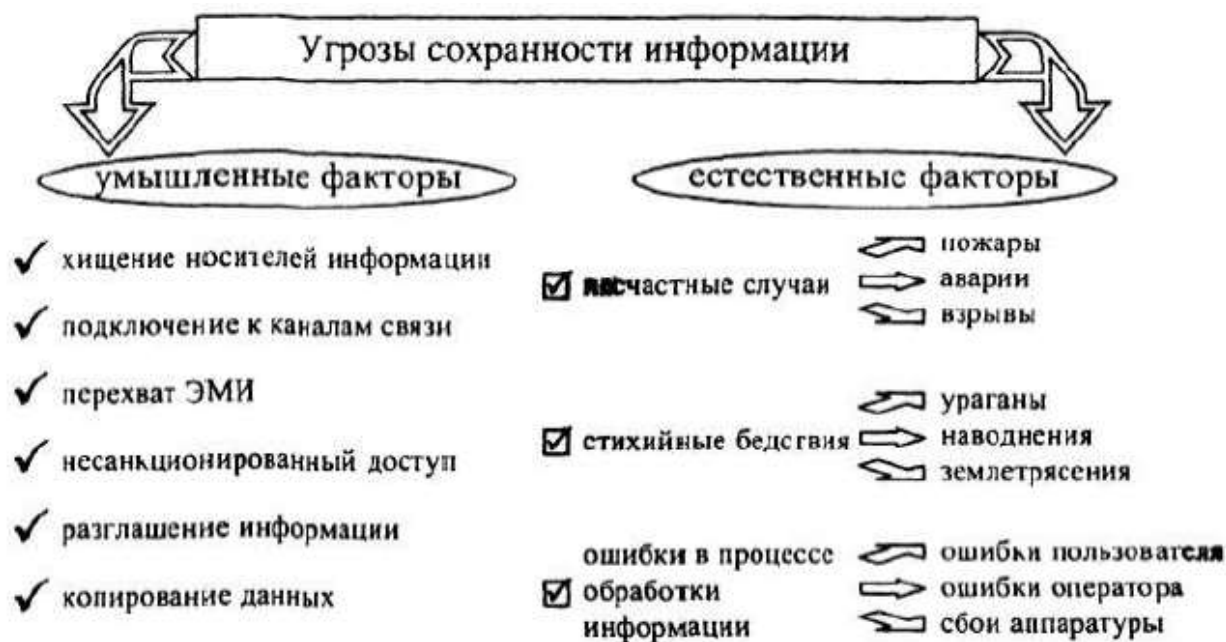 Угрозы сохранности информации
умышленные факторы
хищение носителей информации
подключение к каналам связи
перехват ЭМИ
несанкционированный доступ
разглашение информации
копирование данных
естественные факторы
несчастные случаи
пожары
аварии
взрывы
стихийные бедствия
ураганы
наводнения
землетрясения
ошибки в процессе
обработки
информации
ошибки пользователя
ошибки оператора
сбои аппаратуры